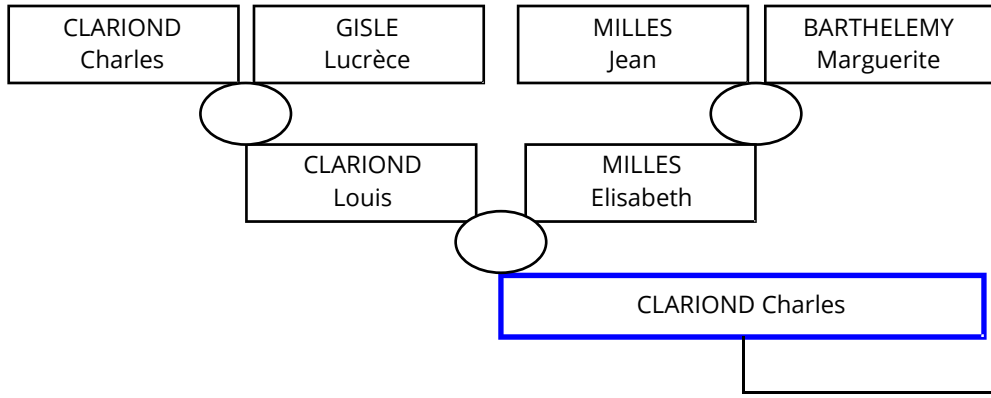 CLARIOND
Charles
GISLE
Lucrèce
MILLES
Jean
BARTHELEMY
Marguerite
CLARIOND
Louis
MILLES
Elisabeth
CLARIOND Charles